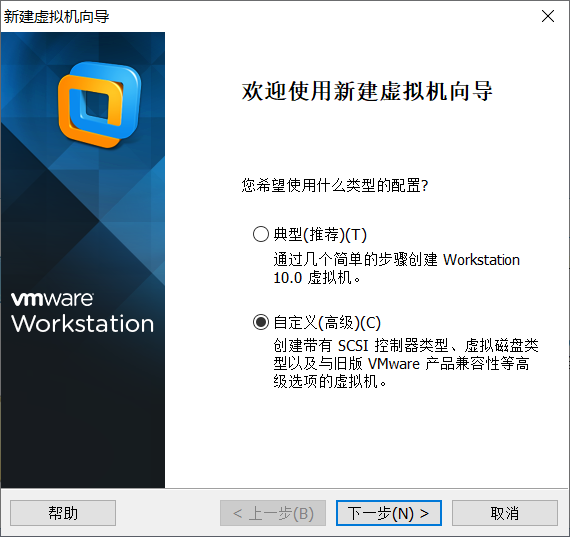 新建虚拟机向导
欢迎使用新建虚拟机向导
您希望使用什么类型的配置?
典型(推荐)(T)
通过几个简单的步骤创建 Workstation
10.0 虚拟机。
vmware
Workstation
自定义(高级)(C)
创建带有 SCSI 控制器类型、虚拟磁盘类
型以及与旧版 VMware 产品兼容性等高
级选项的虚拟机。
帮助
< 上一步(B)
下一步(N) >
取消